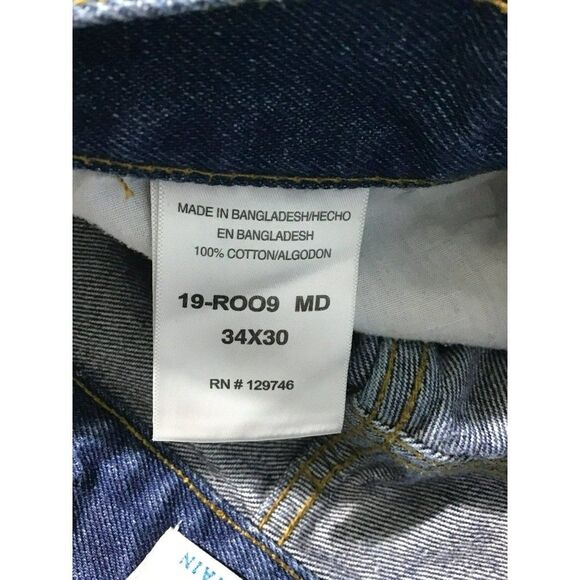 MADE IN BANGLADESH/HECHO
EN BANGLADESH
100% COTTON/ALGODON
19-ROO9 MD
34X30
RN # 129746